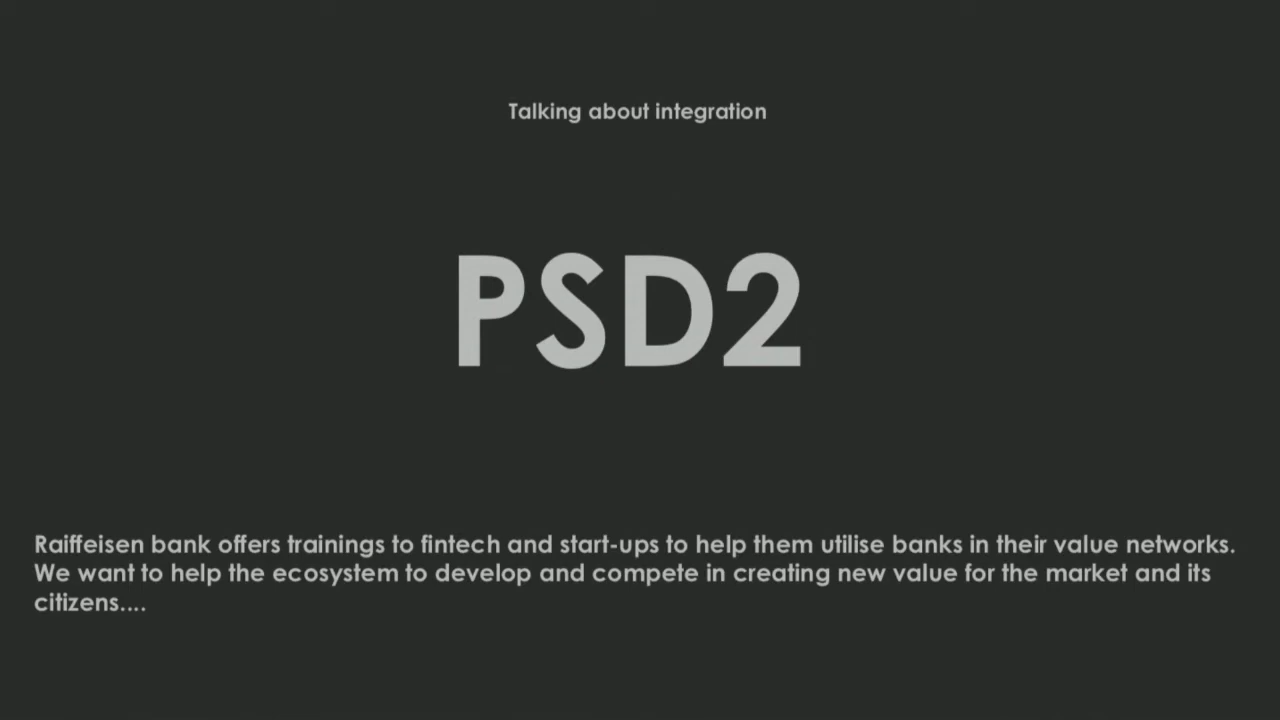 Talking about integration
PSD2
Raiffeisen bank offers trainings to fintech and start-ups to help them utilise banks in their value networks.
We want to help the ecosystem to develop and compete in creating new value for the market and its
citizens....